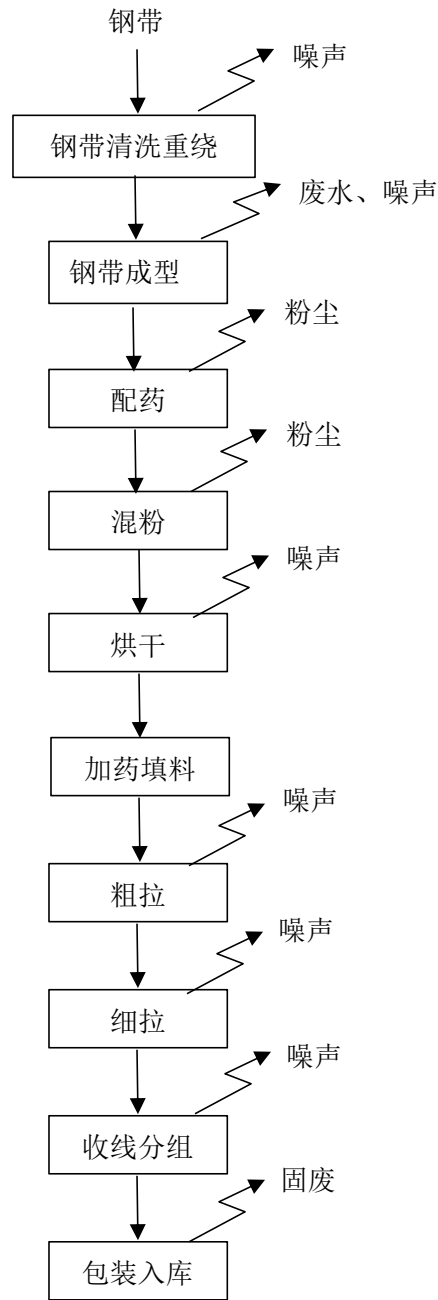 钢带
噪声
钢带清洗重绕
废水、噪声
钢带成型
粉尘
配药
粉尘
混粉
噪声
烘干
加药填料
噪声
粗拉
噪声
细拉
噪声
收线分组
固废
包装入库